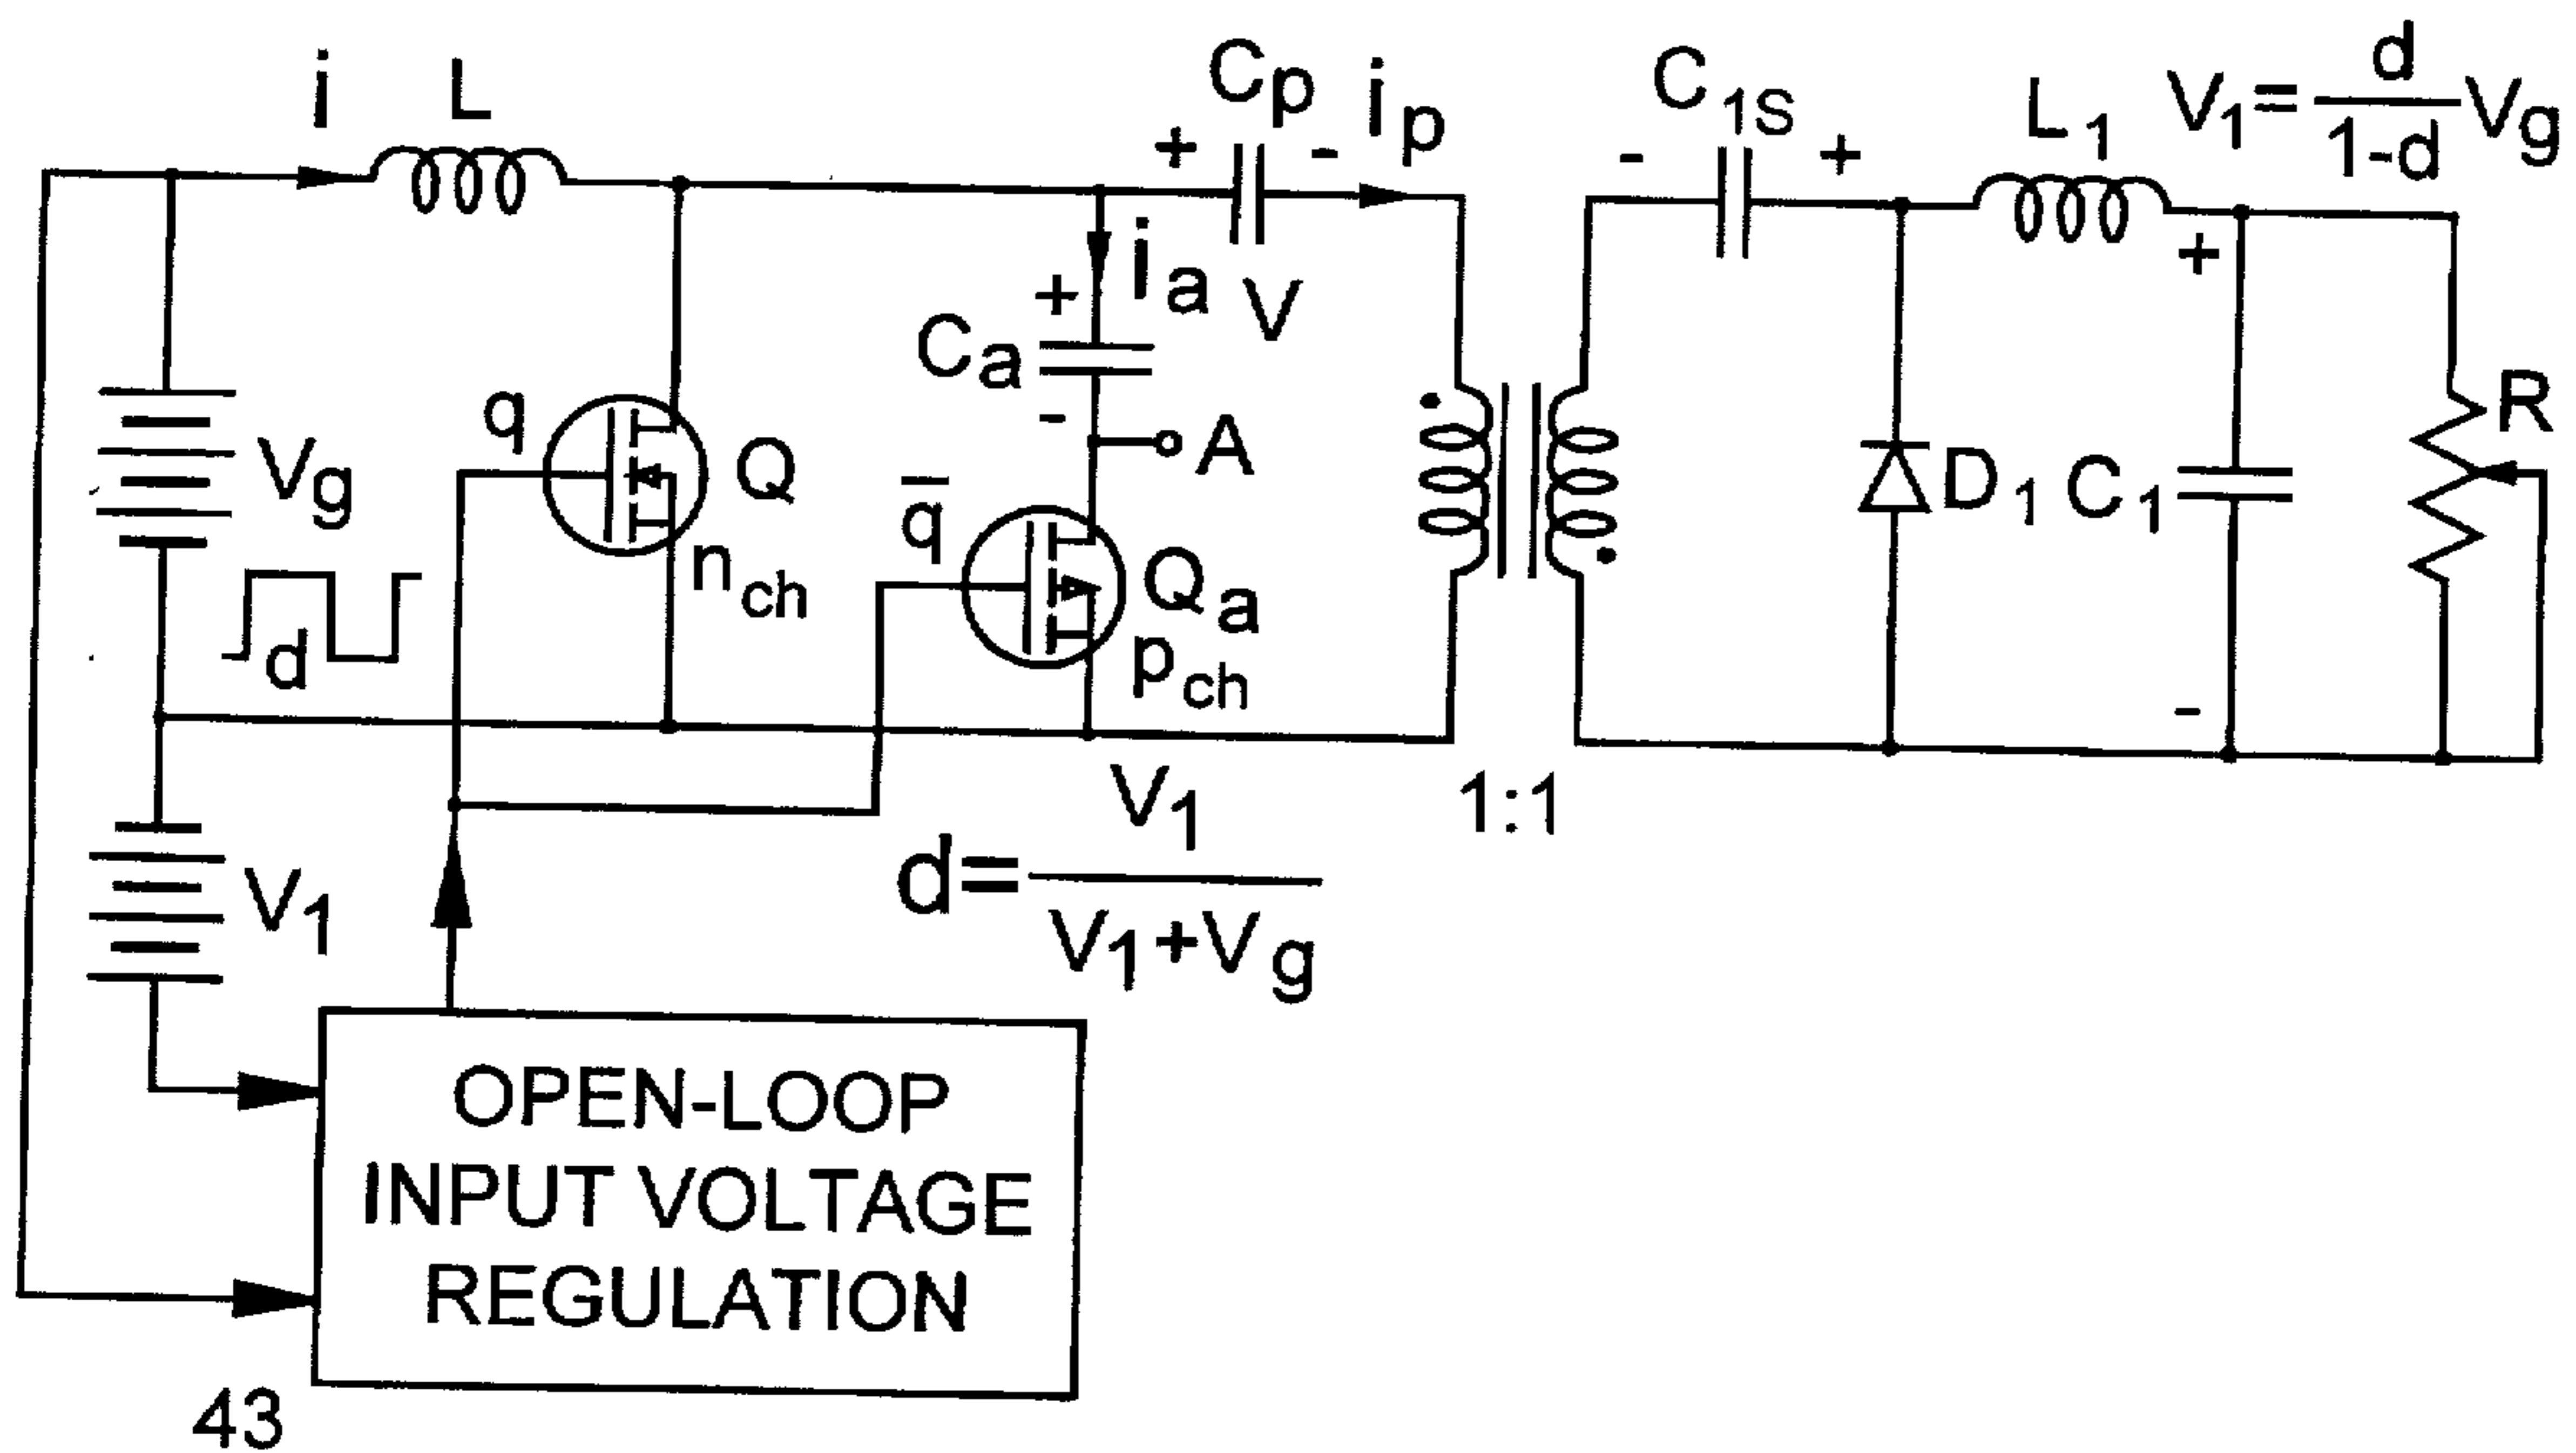 i
L
Cp
ip
C1S
L1
V1 = d/(1-d) Vg
+
-
-
+
+
ia
V
+
Ca
-
A
Vg
q
Q
nch
q̅
Qa
pch
D1
C1
R
-
d
V1
d = V1/(V1+Vg)
1:1
OPEN-LOOP
INPUT VOLTAGE
REGULATION
43